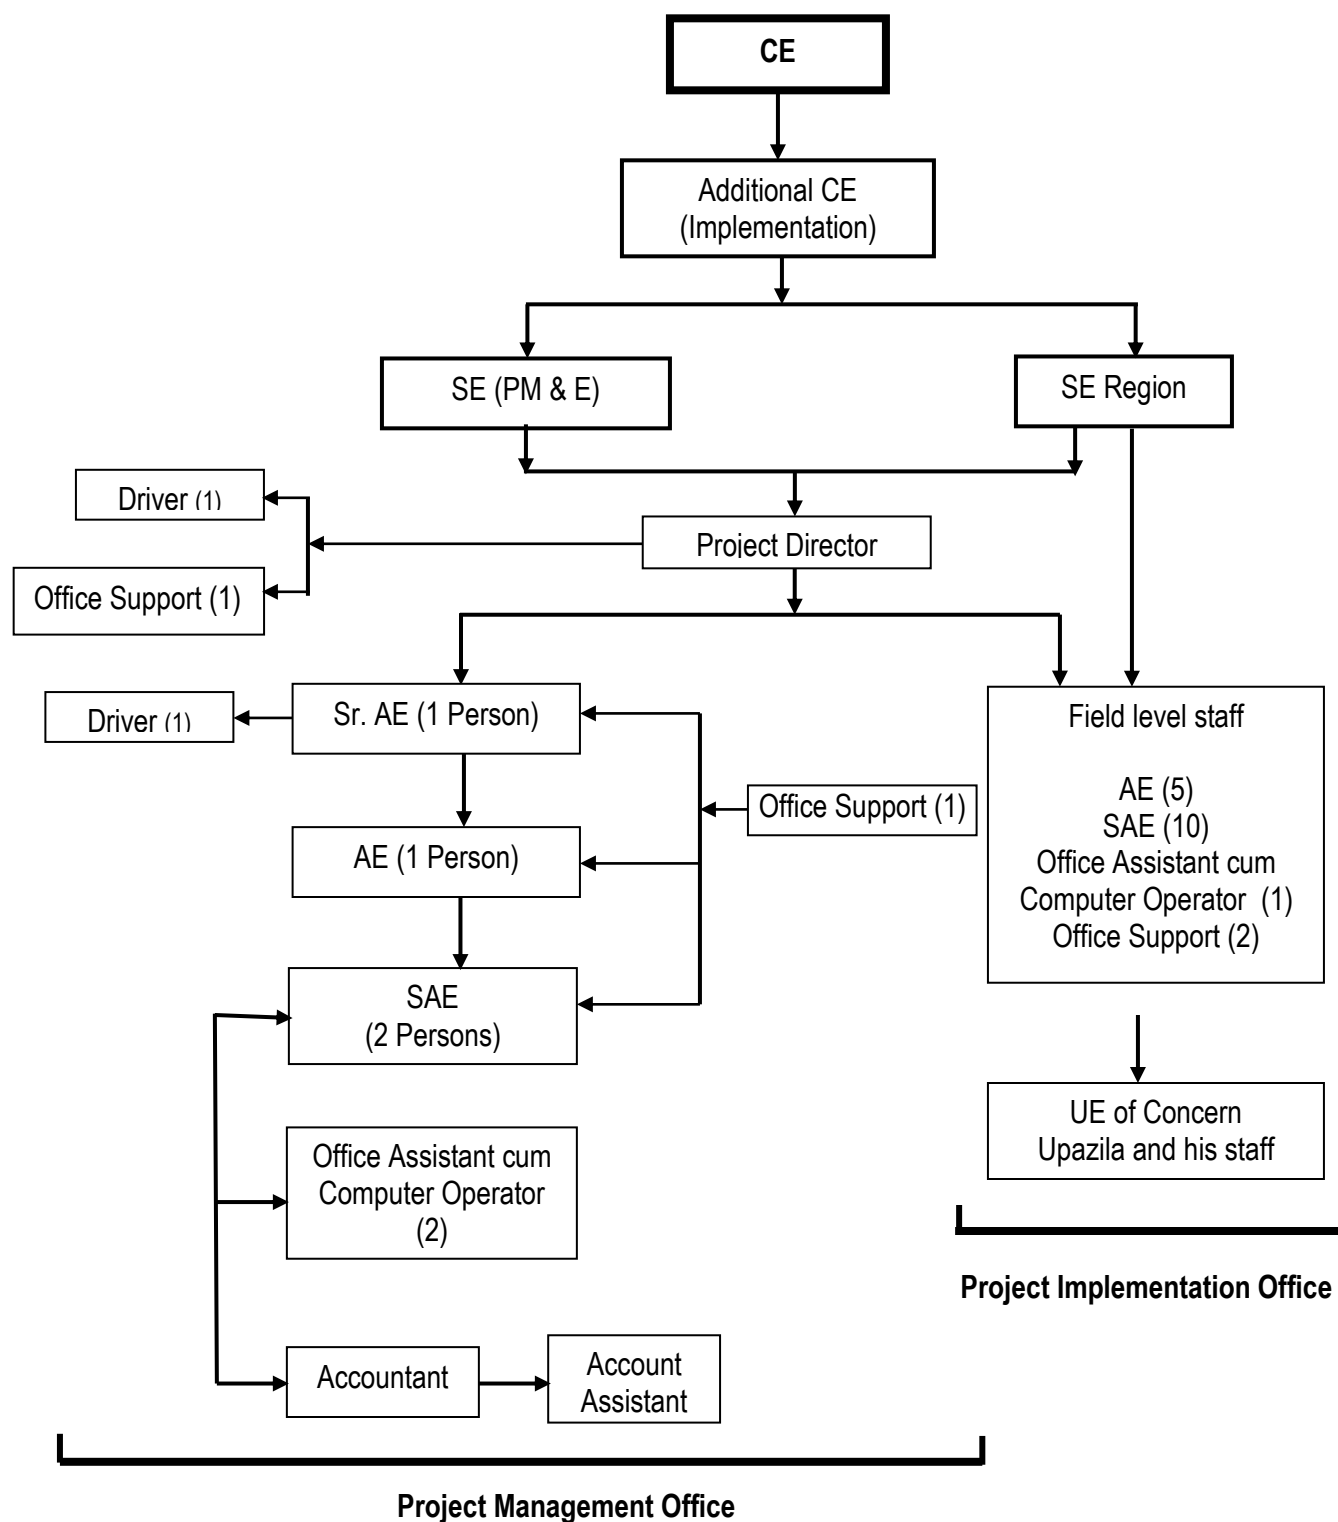 CE
Additional CE
(Implementation)
SE (PM & E)
SE Region
Driver (1)
Project Director
Office Support (1)
Driver (1)
Sr. AE (1 Person)
Field level staff
AE (5)
SAE (10)
Office Assistant cum
Computer Operator (1)
Office Support (2)
Office Support (1)
AE (1 Person)
SAE
(2 Persons)
UE of Concern
Upazila and his staff
Office Assistant cum
Computer Operator
(2)
Project Implementation Office
Accountant
Account
Assistant
Project Management Office